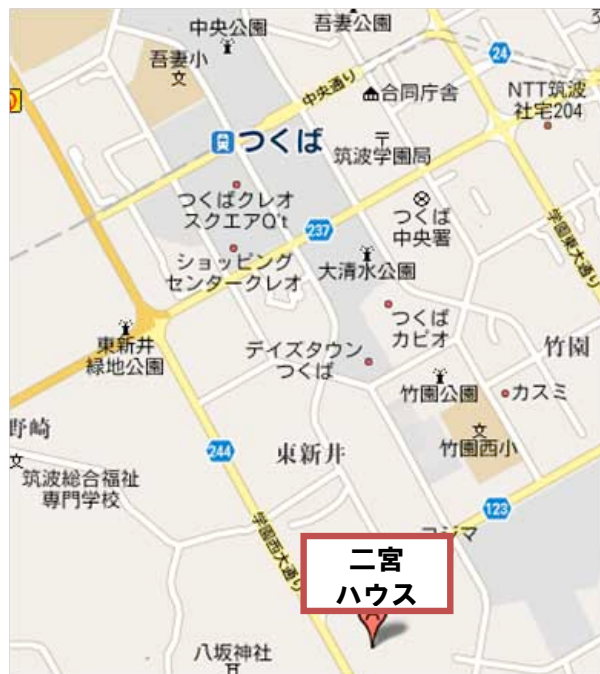 中央公園
吾妻公園
吾妻小
文
24
中央通り
合同庁舎
NTT筑波
社宅204
つくば
〒
筑波学園局
つくばクレオ
スクエアQ't
つくば
中央署
237
学園東大通り
ショッピング
センタークレオ
大清水公園
東新井
緑地公園
つくば
カピオ
デイズタウン
つくば
竹園
竹園公園
カスミ
野崎
文
244
東新井
文
竹園西小
筑波総合福祉
専門学校
123
コジマ
学園西大通り
二宮
ハウス
八坂神社